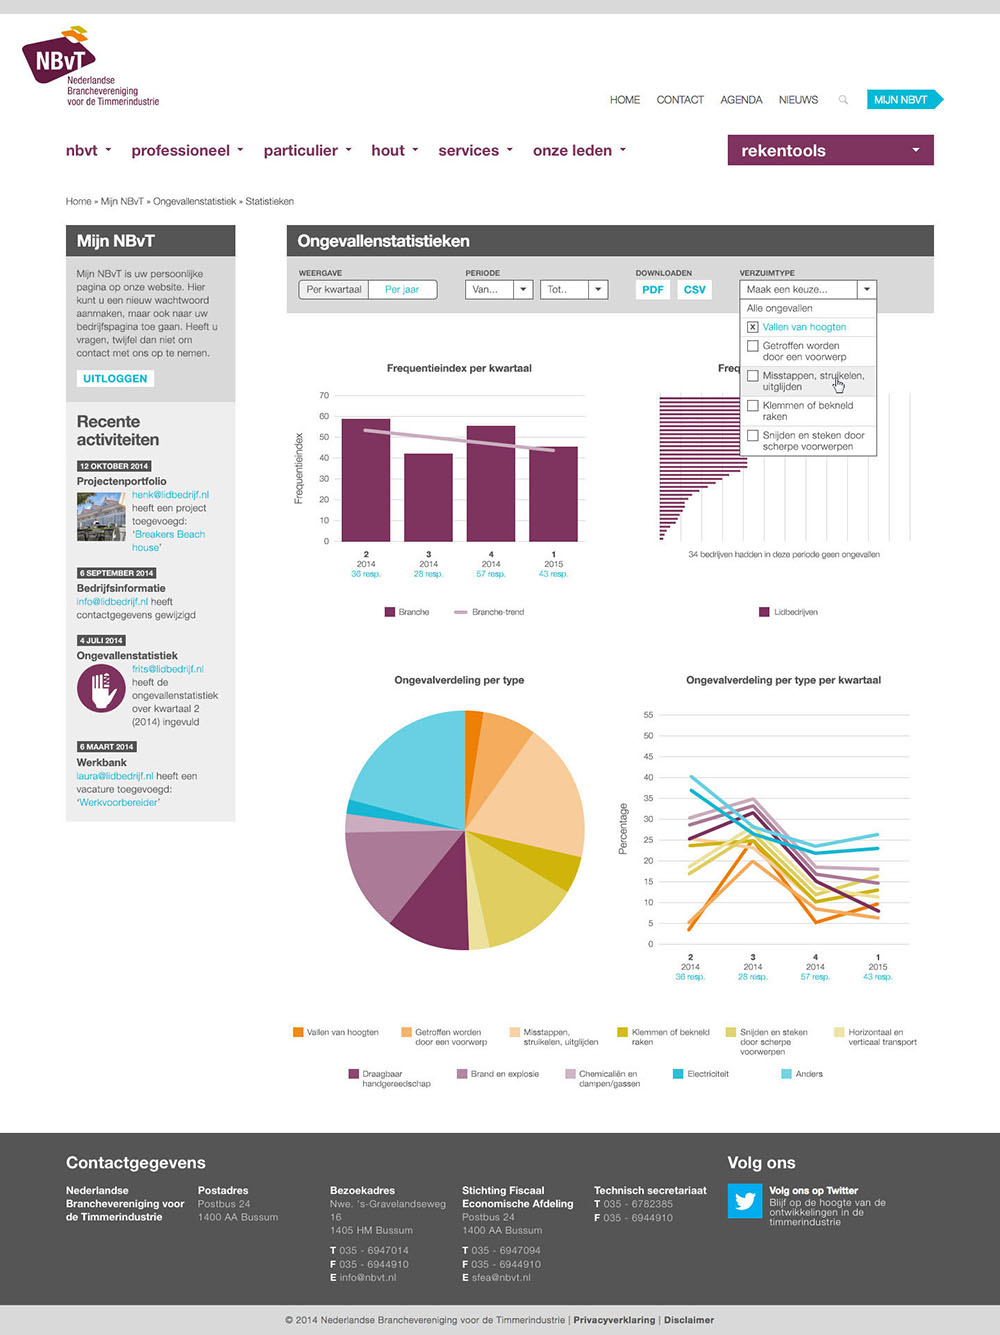 NBvT
Nederlandse
Branchevereniging
voor de Timmerindustrie
HOME CONTACT AGENDA NIEUWS MIJN NBVT
nbvt professioneel particulier hout services onze leden rekentools
Home » Mijn NBvT » Ongevallenstatistiek » Statistieken
Mijn NBvT
Mijn NBvT is uw persoonlijke
pagina op onze website. Hier
kunt u een nieuw wachtwoord
aanmaken, maar ook naar uw
bedrijfspagina toe gaan. Heeft u
vragen, twijfel dan niet om
contact met ons op te nemen.
UITLOGGEN
Recente
activiteiten
12 OKTOBER 2014
Projectenportfolio
henk@lidbedrijf.nl
heeft een project
toegevoegd:
‘Breakers Beach
house’
6 SEPTEMBER 2014
Bedrijfsinformatie
info@lidbedrijf.nl heeft
contactgegevens gewijzigd
4 JULI 2014
Ongevallenstatistiek
frits@lidbedrijf.nl
heeft de
ongevallenstatistiek
over kwartaal 2
(2014) ingevuld
6 MAART 2014
Werkbank
laura@lidbedrijf.nl heeft een
vacature toegevoegd:
‘Werkvoorbereider’
Ongevallenstatistieken
WEERGAVE PERIODE DOWNLOADEN VERZUIMTYPE
Per kwartaal Per jaar Van... Tot.. PDF CSV Maak een keuze...
Alle ongevallen
x Vallen van hoogten
Getroffen worden
door een voorwerp
Misstappen, struikelen,
uitglijden
Klemmen of bekneld
raken
Snijden en steken door
scherpe voorwerpen
Frequentieindex per kwartaal
Frequentieindex
70
60
50
40
30
20
10
0
2 3 4 1
2014 2014 2014 2015
36 resp. 28 resp. 57 resp. 43 resp.
Branche Branche-trend
Freq
34 bedrijven hadden in deze periode geen ongevallen
Lidbedrijven
Ongevalverdeling per type
Ongevalverdeling per type per kwartaal
Percentage
55
50
45
40
35
30
25
20
15
10
5
0
2 3 4 1
2014 2014 2014 2015
36 resp. 28 resp. 57 resp. 43 resp.
Vallen van hoogten
Getroffen worden
door een voorwerp
Misstappen,
struikelen, uitglijden
Klemmen of bekneld
raken
Snijden en steken
door scherpe
voorwerpen
Horizontaal en
verticaal transport
Draagbaar
handgereedschap
Brand en explosie
Chemicaliën en
dampen/gassen
Electriciteit
Anders
Contactgegevens
Nederlandse
Branchevereniging voor
de Timmerindustrie
Postadres
Postbus 24
1400 AA Bussum
Bezoekadres
Nwe. 's-Gravelandseweg
16
1405 HM Bussum
T 035 - 6947014
F 035 - 6944910
E info@nbvt.nl
Stichting Fiscaal
Economische Afdeling
Postbus 24
1400 AA Bussum
T 035 - 6947094
F 035 - 6944910
E sfea@nbvt.nl
Technisch secretariaat
T 035 - 6782385
F 035 - 6944910
Volg ons
Volg ons op Twitter
Blijf op de hoogte van de
ontwikkelingen in de
timmerindustrie
© 2014 Nederlandse Branchevereniging voor de Timmerindustrie | Privacyverklaring | Disclaimer